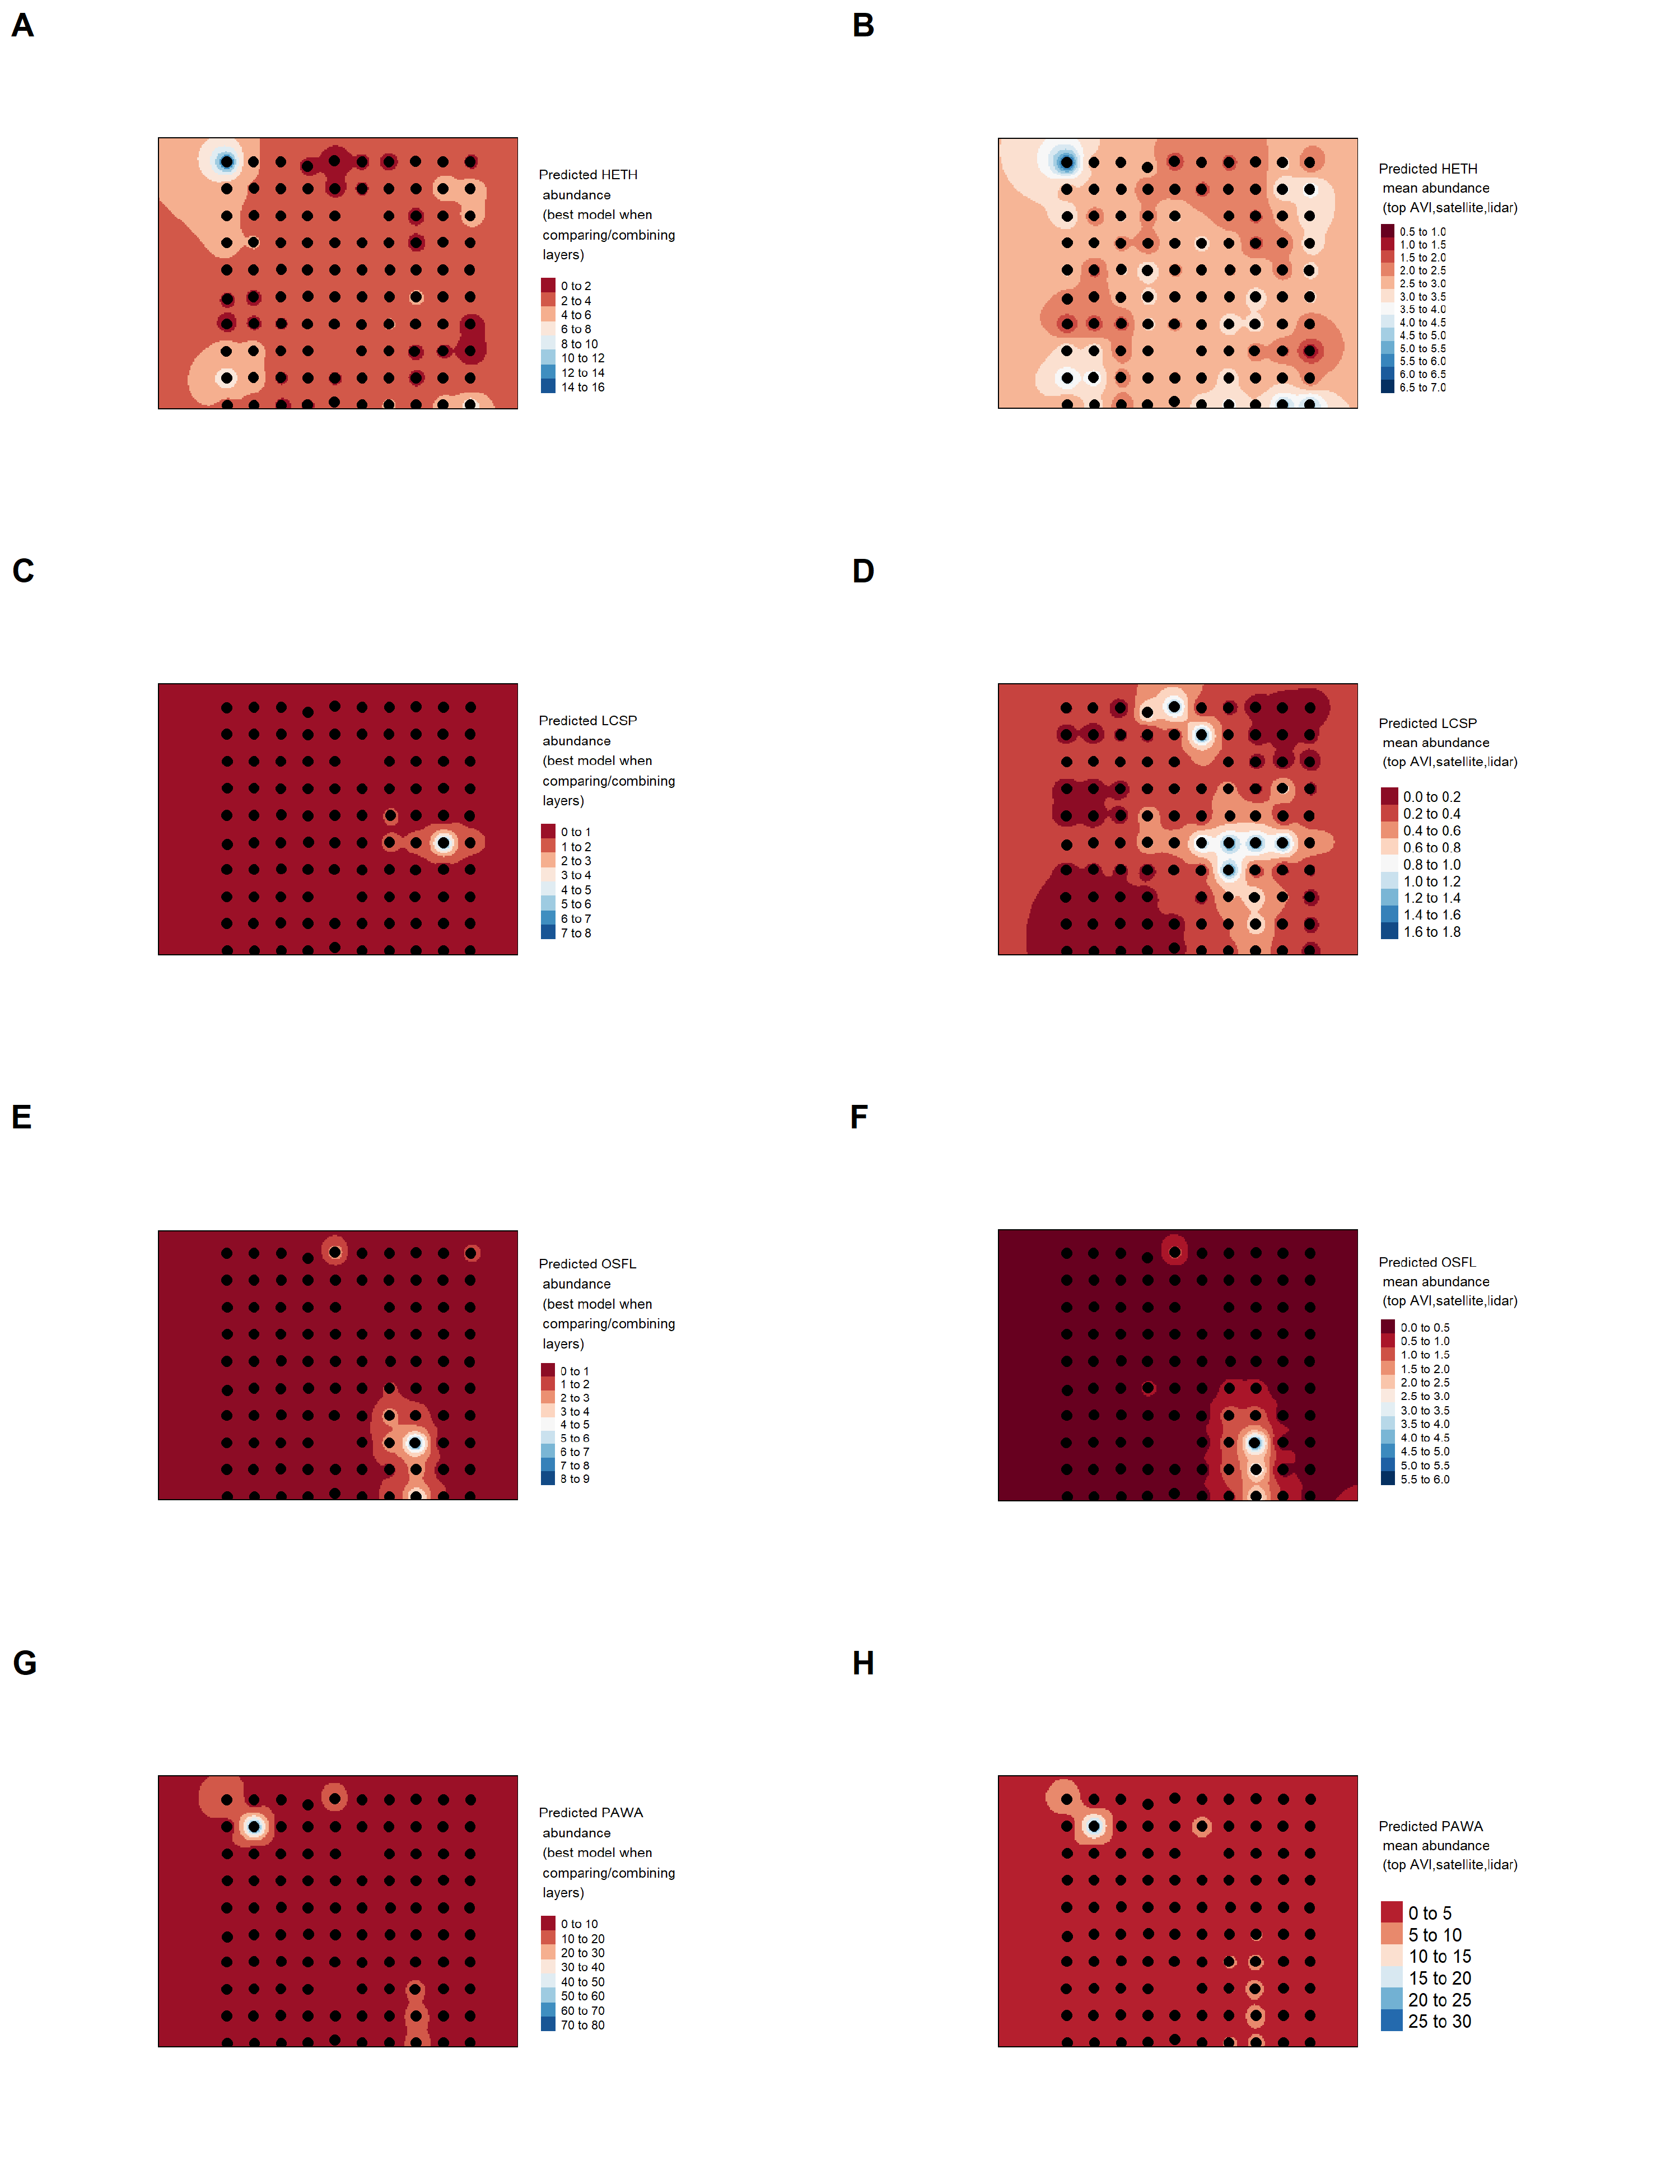 A
B
Predicted HETH
abundance
(best model when
comparing/combining
layers)
0 to 2
2 to 4
4 to 6
6 to 8
8 to 10
10 to 12
12 to 14
14 to 16
Predicted HETH
mean abundance
(top AVI,satellite,lidar)
0.5 to 1.0
1.0 to 1.5
1.5 to 2.0
2.0 to 2.5
2.5 to 3.0
3.0 to 3.5
3.5 to 4.0
4.0 to 4.5
4.5 to 5.0
5.0 to 5.5
5.5 to 6.0
6.0 to 6.5
6.5 to 7.0
C
D
Predicted LCSP
abundance
(best model when
comparing/combining
layers)
0 to 1
1 to 2
2 to 3
3 to 4
4 to 5
5 to 6
6 to 7
7 to 8
Predicted LCSP
mean abundance
(top AVI,satellite,lidar)
0.0 to 0.2
0.2 to 0.4
0.4 to 0.6
0.6 to 0.8
0.8 to 1.0
1.0 to 1.2
1.2 to 1.4
1.4 to 1.6
1.6 to 1.8
E
F
Predicted OSFL
abundance
(best model when
comparing/combining
layers)
0 to 1
1 to 2
2 to 3
3 to 4
4 to 5
5 to 6
6 to 7
7 to 8
8 to 9
Predicted OSFL
mean abundance
(top AVI,satellite,lidar)
0.0 to 0.5
0.5 to 1.0
1.0 to 1.5
1.5 to 2.0
2.0 to 2.5
2.5 to 3.0
3.0 to 3.5
3.5 to 4.0
4.0 to 4.5
4.5 to 5.0
5.0 to 5.5
5.5 to 6.0
G
H
Predicted PAWA
abundance
(best model when
comparing/combining
layers)
0 to 10
10 to 20
20 to 30
30 to 40
40 to 50
50 to 60
60 to 70
70 to 80
Predicted PAWA
mean abundance
(top AVI,satellite,lidar)
0 to 5
5 to 10
10 to 15
15 to 20
20 to 25
25 to 30